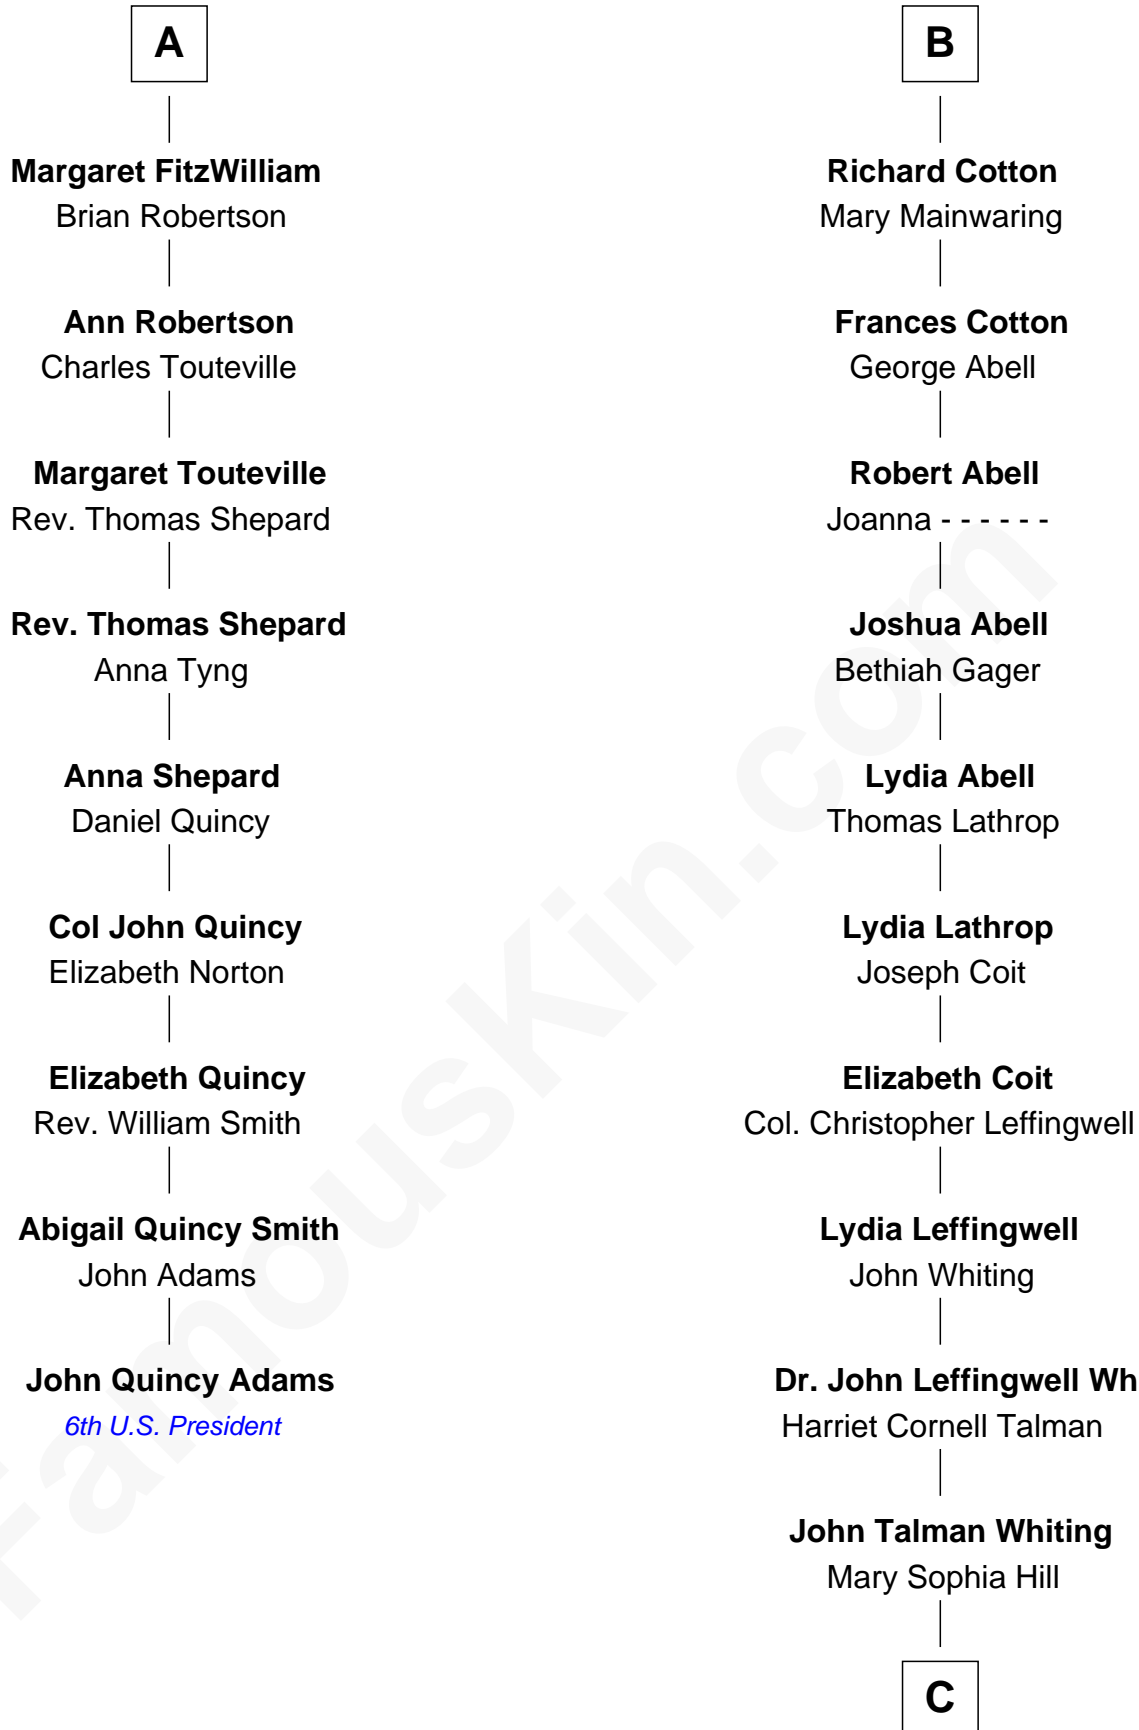 A
Margaret FitzWilliam
Brian Robertson
Ann Robertson
Charles Touteville
Margaret Touteville
Rev. Thomas Shepard
Rev. Thomas Shepard
Anna Tyng
Anna Shepard
Daniel Quincy
Col John Quincy
Elizabeth Norton
Elizabeth Quincy
Rev. William Smith
Abigail Quincy Smith
John Adams
John Quincy Adams
6th U.S. President
B
Richard Cotton
Mary Mainwaring
Frances Cotton
George Abell
Robert Abell
Joanna - - - - - -
Joshua Abell
Bethiah Gager
Lydia Abell
Thomas Lathrop
Lydia Lathrop
Joseph Coit
Elizabeth Coit
Col. Christopher Leffingwell
Lydia Leffingwell
John Whiting
Dr. John Leffingwell Wh
Harriet Cornell Talman
John Talman Whiting
Mary Sophia Hill
C
FamousKin.com